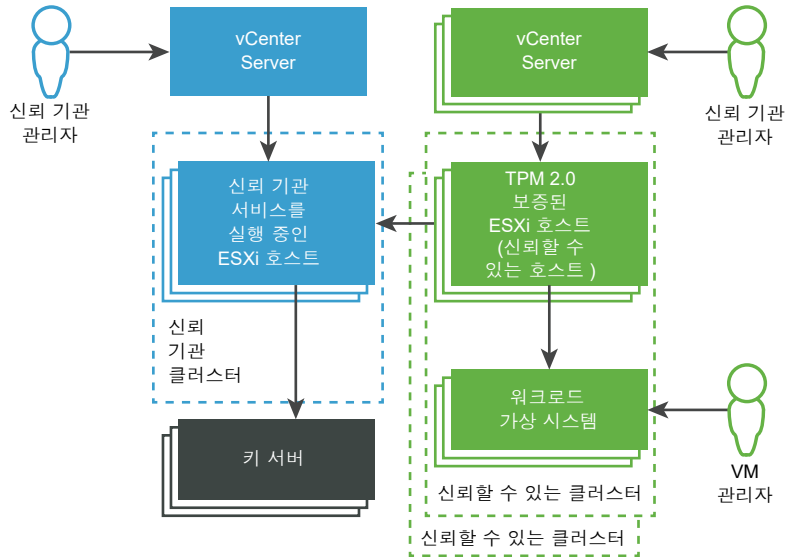 vCenter
Server
vCenter
Server
신뢰 기관
관리자
신뢰 기관
관리자
신뢰 기관
서비스를
실행 중인
ESXi 호스트
TPM 2.0
보증된
ESXi 호스트
(신뢰할 수
있는 호스트 )
신뢰
기관
클러스터
워크로드
가상 시스템
키 서버
VM
관리자
신뢰할 수 있는 클러스터
신뢰할 수 있는 클러스터